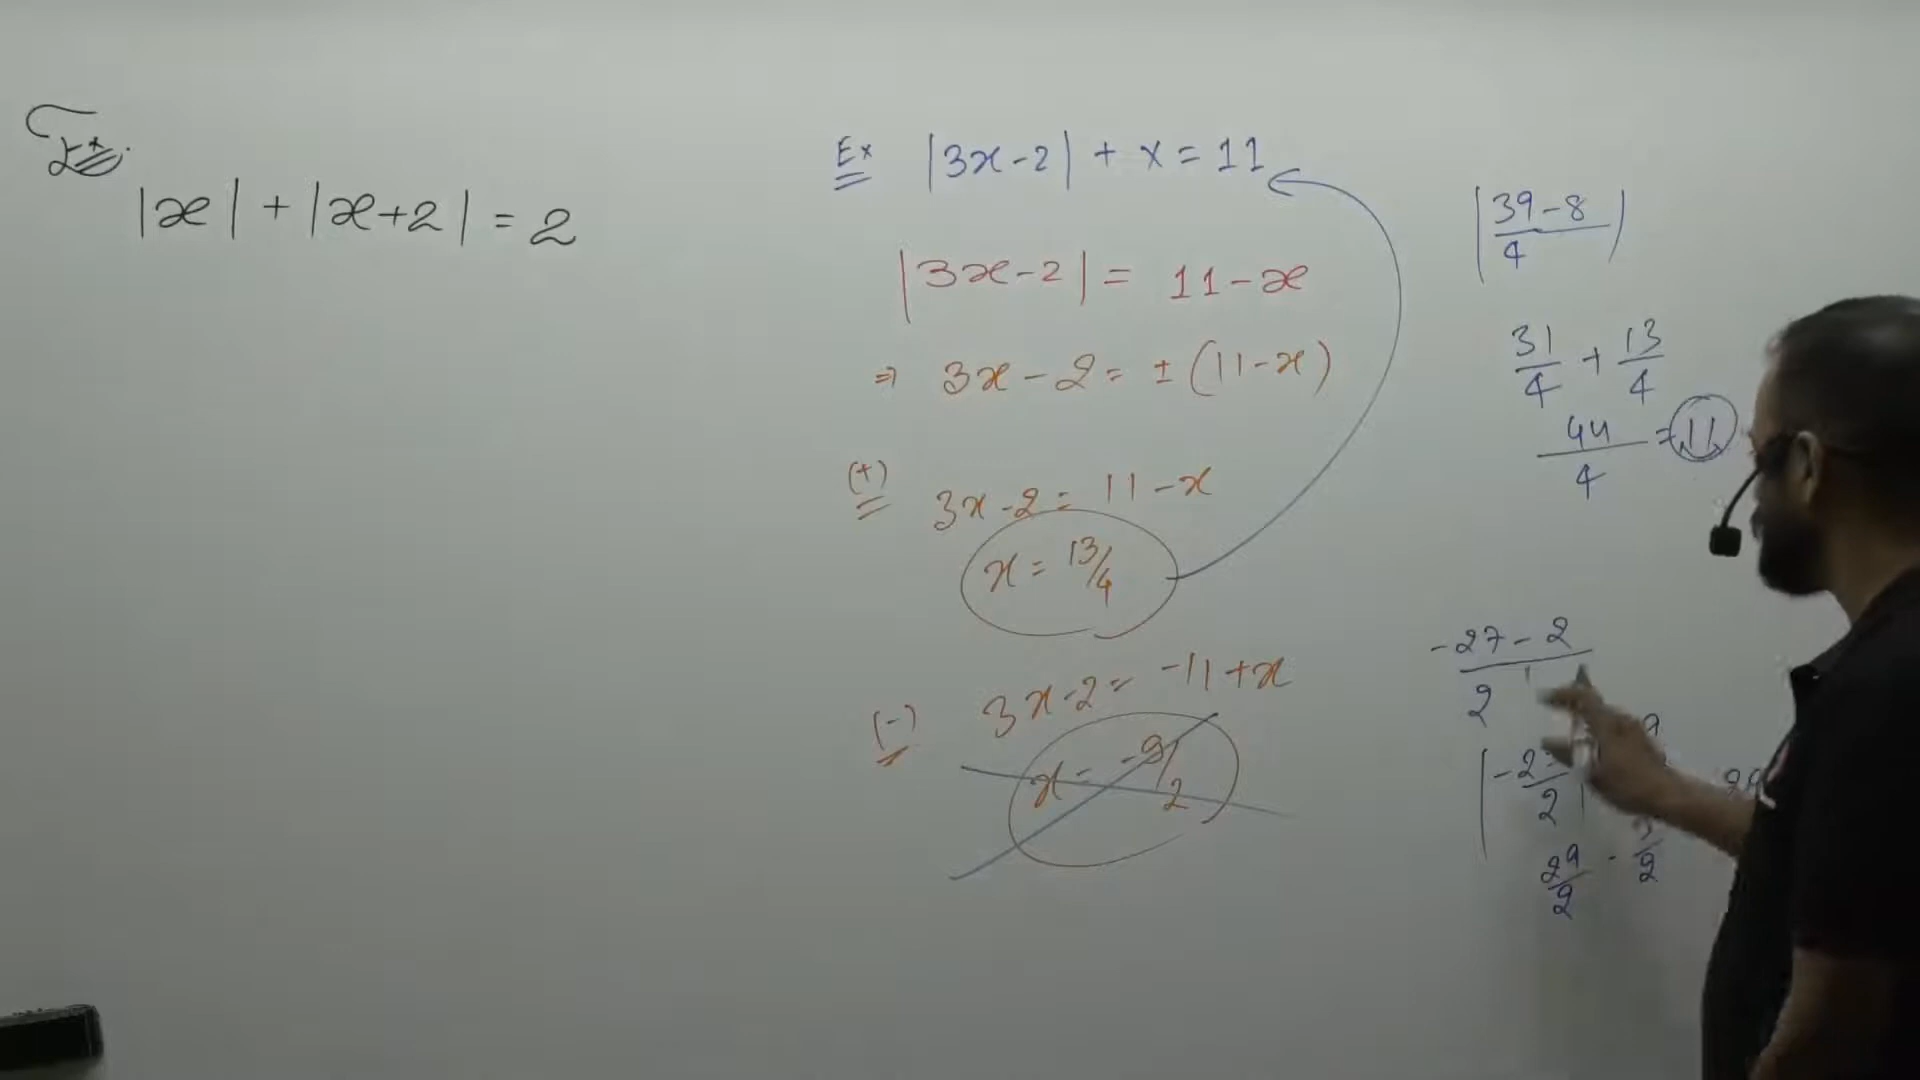 Ex.
|x| + |x+2| = 2
Ex |3x-2| + x = 11
|3x-2| = 11-x
⇒ 3x - 2 = ± (11-x)
(+) 3x-2 = 11-x
x = 13/4
(-) 3x-2 = -11+x
x = -9/2
|39-8/4|
31/4 + 13/4
44/4 = 11
-27-2
2
2
29/2 -
2